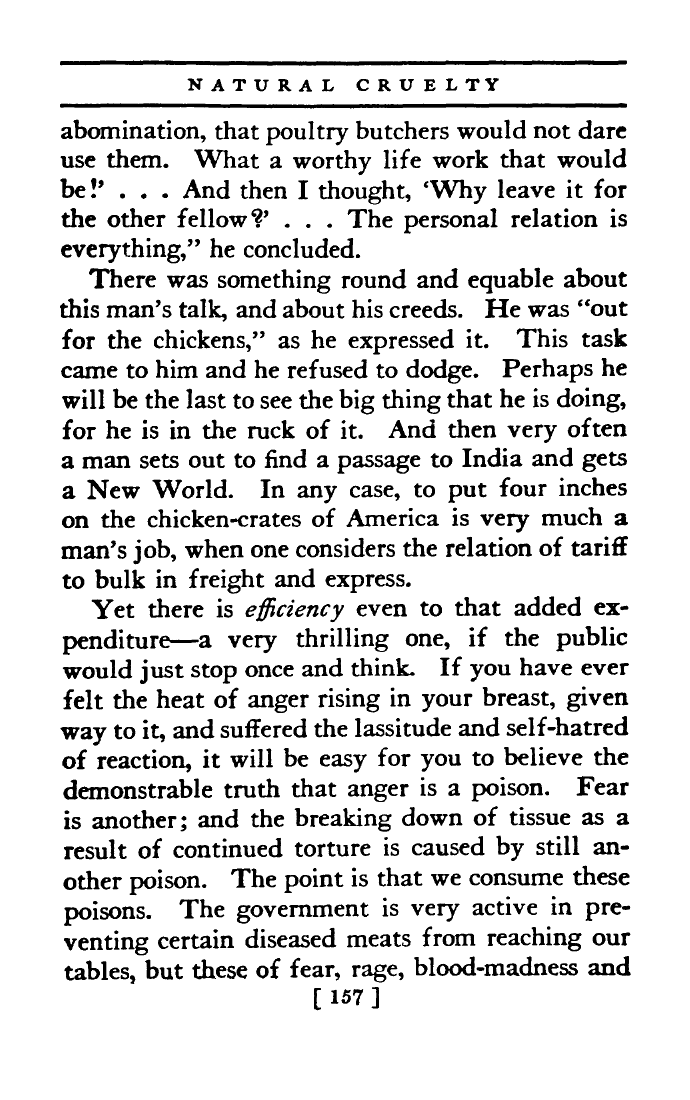 NATURAL CRUELTY
abomination, that poultry butchers would not dare
use them. What a worthy life work that would
be!’ . . . And then I thought, ‘Why leave it for
the other fellow?’ . . . The personal relation is
everything,” he concluded.
There was something round and equable about
this man’s talk, and about his creeds. He was “out
for the chickens,” as he expressed it. This task
came to him and he refused to dodge. Perhaps he
will be the last to see the big thing that he is doing,
for he is in the ruck of it. And then very often
a man sets out to find a passage to India and gets
a New World. In any case, to put four inches
on the chicken-crates of America is very much a
man’s job, when one considers the relation of tariff
to bulk in freight and express.
Yet there is efficiency even to that added ex-
penditure—a very thrilling one, if the public
would just stop once and think. If you have ever
felt the heat of anger rising in your breast, given
way to it, and suffered the lassitude and self-hatred
of reaction, it will be easy for you to believe the
demonstrable truth that anger is a poison. Fear
is another; and the breaking down of tissue as a
result of continued torture is caused by still an-
other poison. The point is that we consume these
poisons. The government is very active in pre-
venting certain diseased meats from reaching our
tables, but these of fear, rage, blood-madness and
[ 157 ]